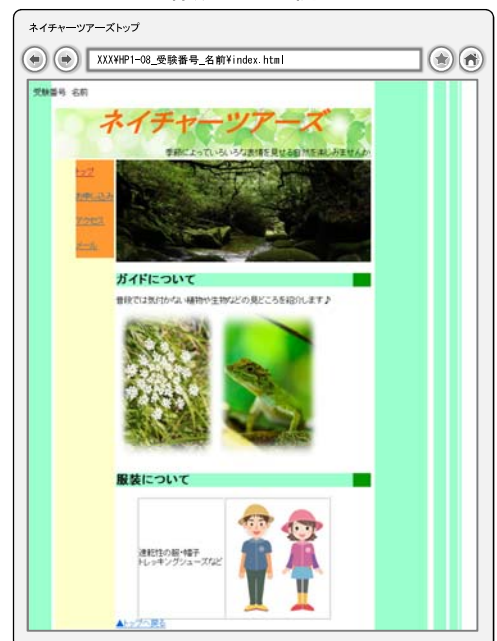 ネイチャーツアーズトップ
XXX¥HP1-08_受験番号_名前¥index.html
受験番号 名前
ネイチャーツアーズ
季節によっていろいろな表情を見せる自然を楽しみませんか
トップ
お申し込み
アクセス
メール
ガイドについて
普段では気付かない植物や生物などの見どころを紹介します♪
服装について
速乾性の服・帽子
トレッキングシューズなど
▲トップへ戻る